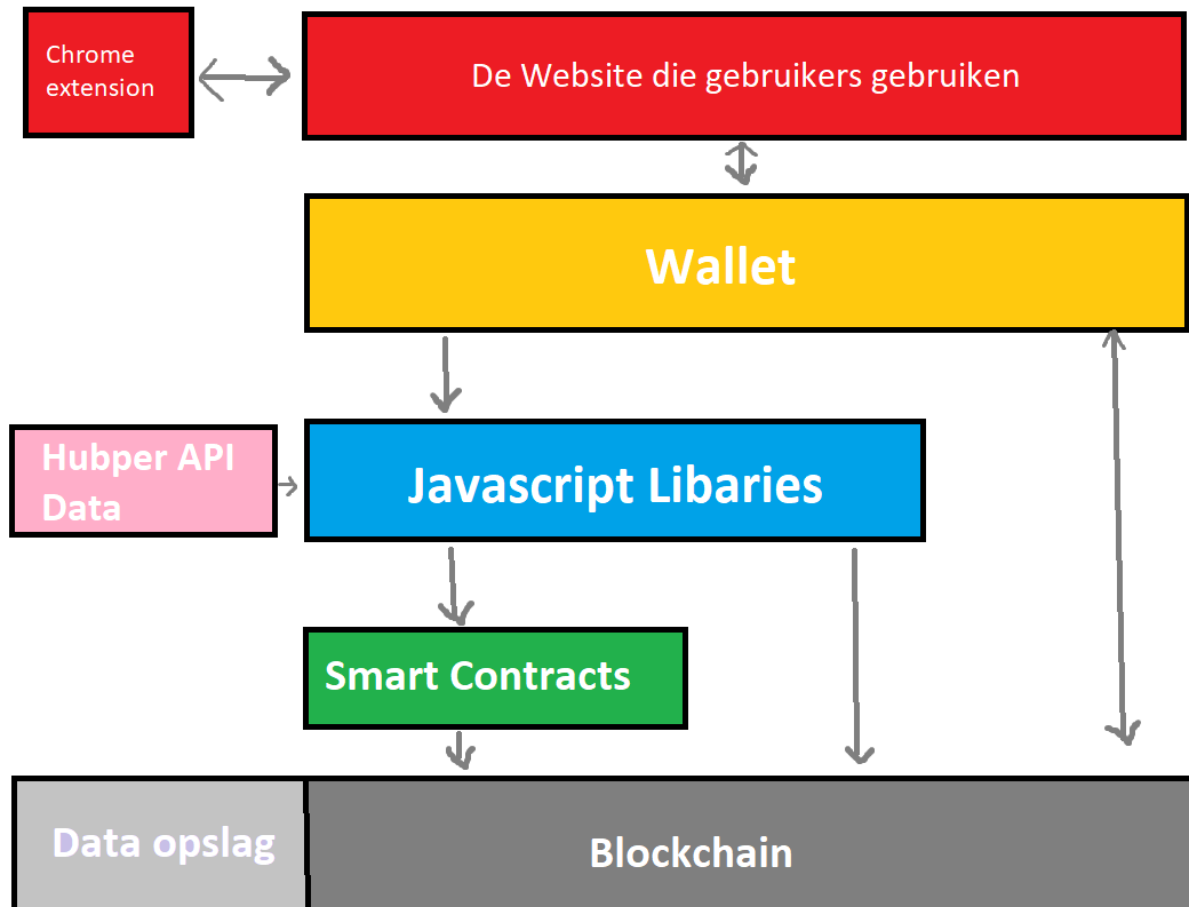 Chrome
extension
De Website die gebruikers gebruiken
Wallet
Hubper API
Data
Javascript Libaries
Smart Contracts
Data opslag
Blockchain